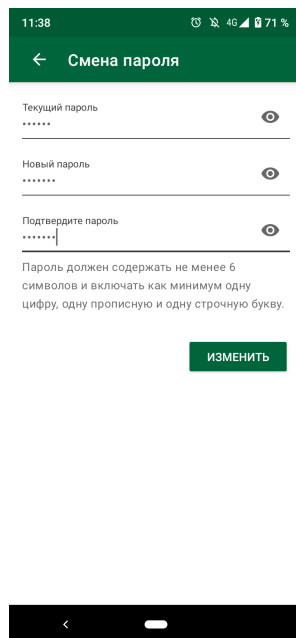 11:38 4G 71 %
Смена пароля
Текущий пароль
••••••
Новый пароль
•••••••
Подтвердите пароль
•••••••
Пароль должен содержать не менее 6
символов и включать как минимум одну
цифру, одну прописную и одну строчную букву.
ИЗМЕНИТЬ